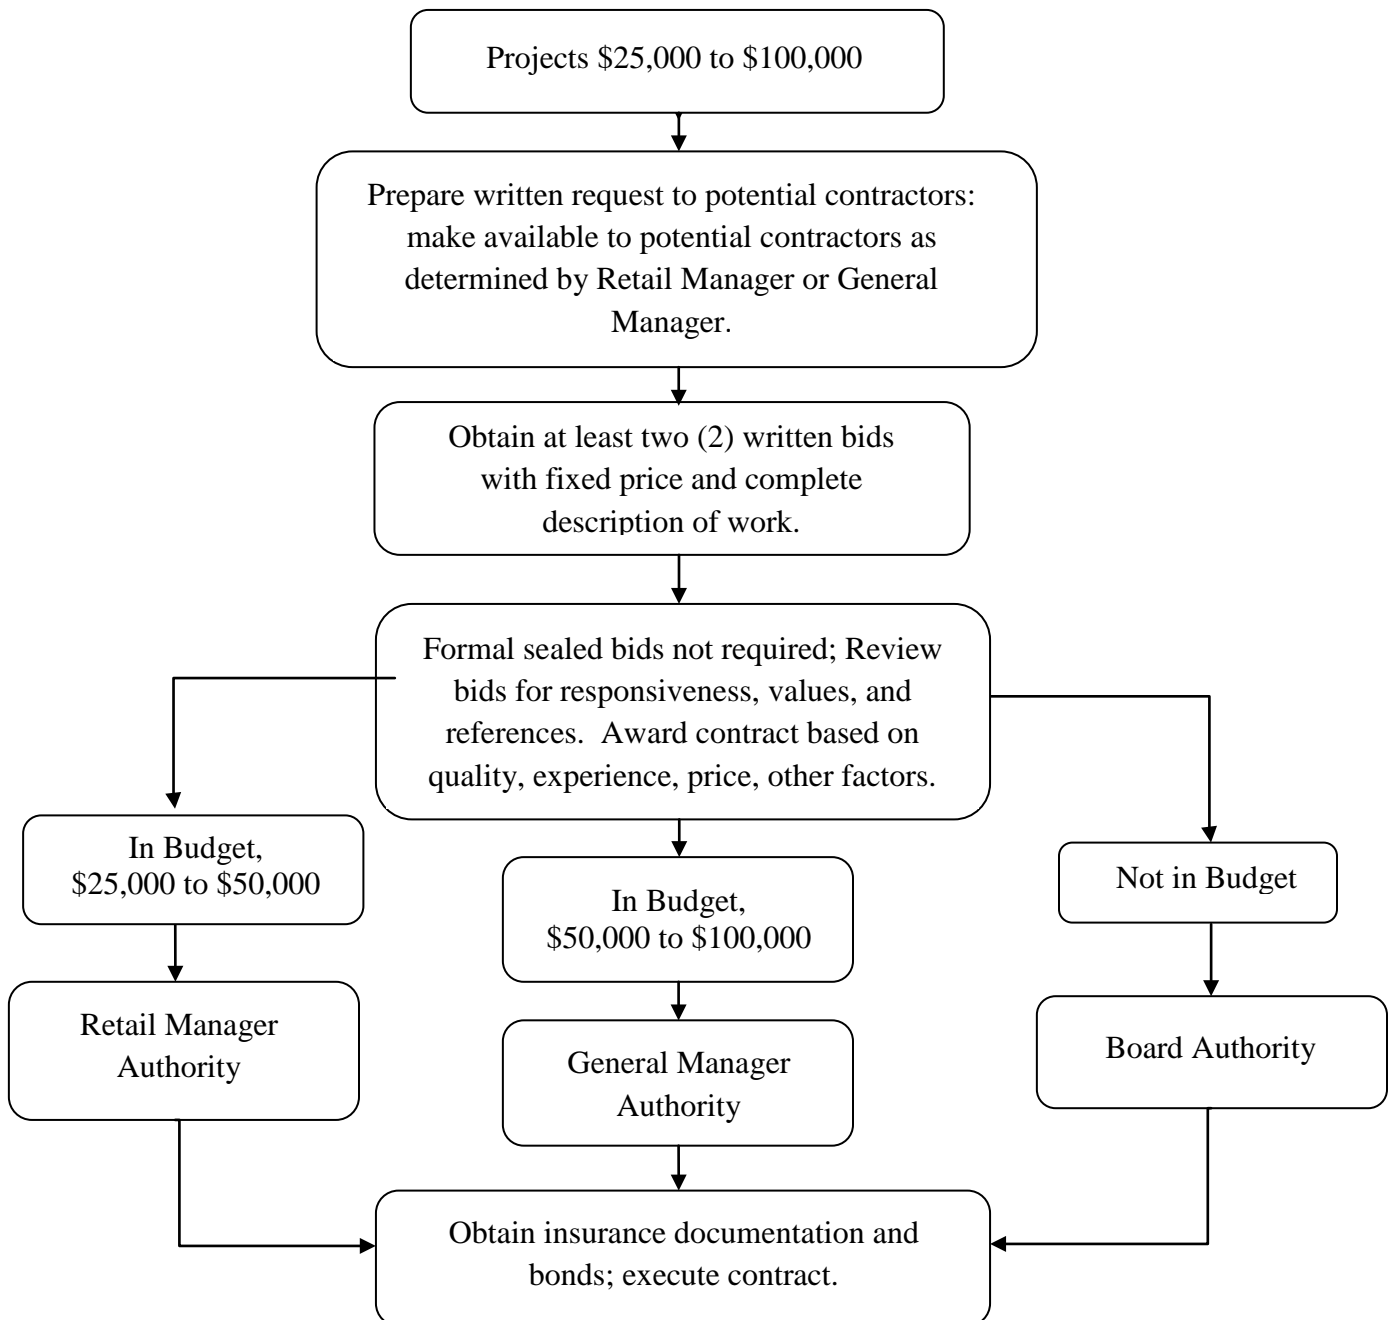 Projects $25,000 to $100,000
Prepare written request to potential contractors:
make available to potential contractors as
determined by Retail Manager or General
Manager.
Obtain at least two (2) written bids
with fixed price and complete
description of work.
Formal sealed bids not required; Review
bids for responsiveness, values, and
references.  Award contract based on
quality, experience, price, other factors.
In Budget,
$25,000 to $50,000
In Budget,
$50,000 to $100,000
Not in Budget
Retail Manager
Authority
General Manager
Authority
Board Authority
Obtain insurance documentation and
bonds; execute contract.